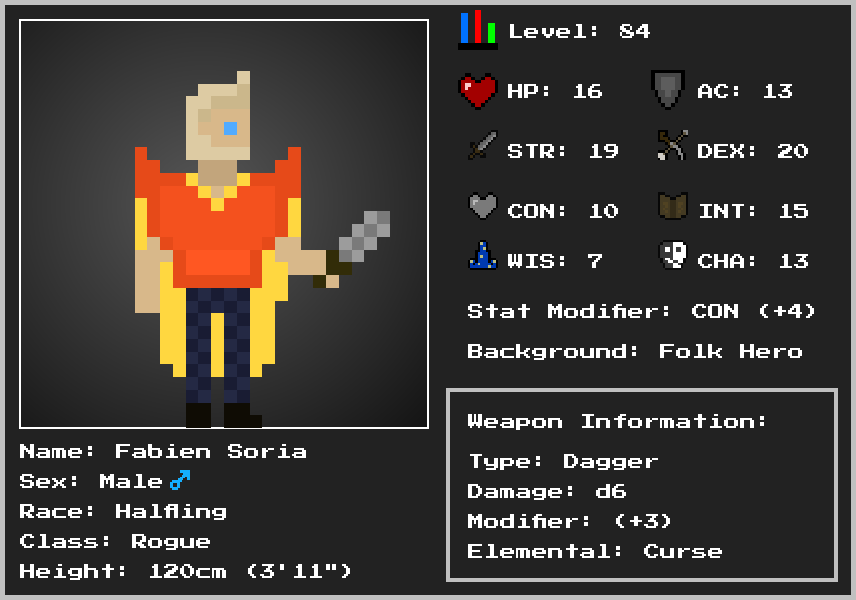 Level: 84
HP: 16
AC: 13
STR: 19
DEX: 20
CON: 10
INT: 15
WIS: 7
CHA: 13
Stat Modifier: CON (+4)
Background: Folk Hero
Weapon Information:
Type: Dagger
Damage: d6
Modifier: (+3)
Elemental: Curse
Name: Fabien Soria
Sex: Male♂
Race: Halfling
Class: Rogue
Height: 120cm (3'11")